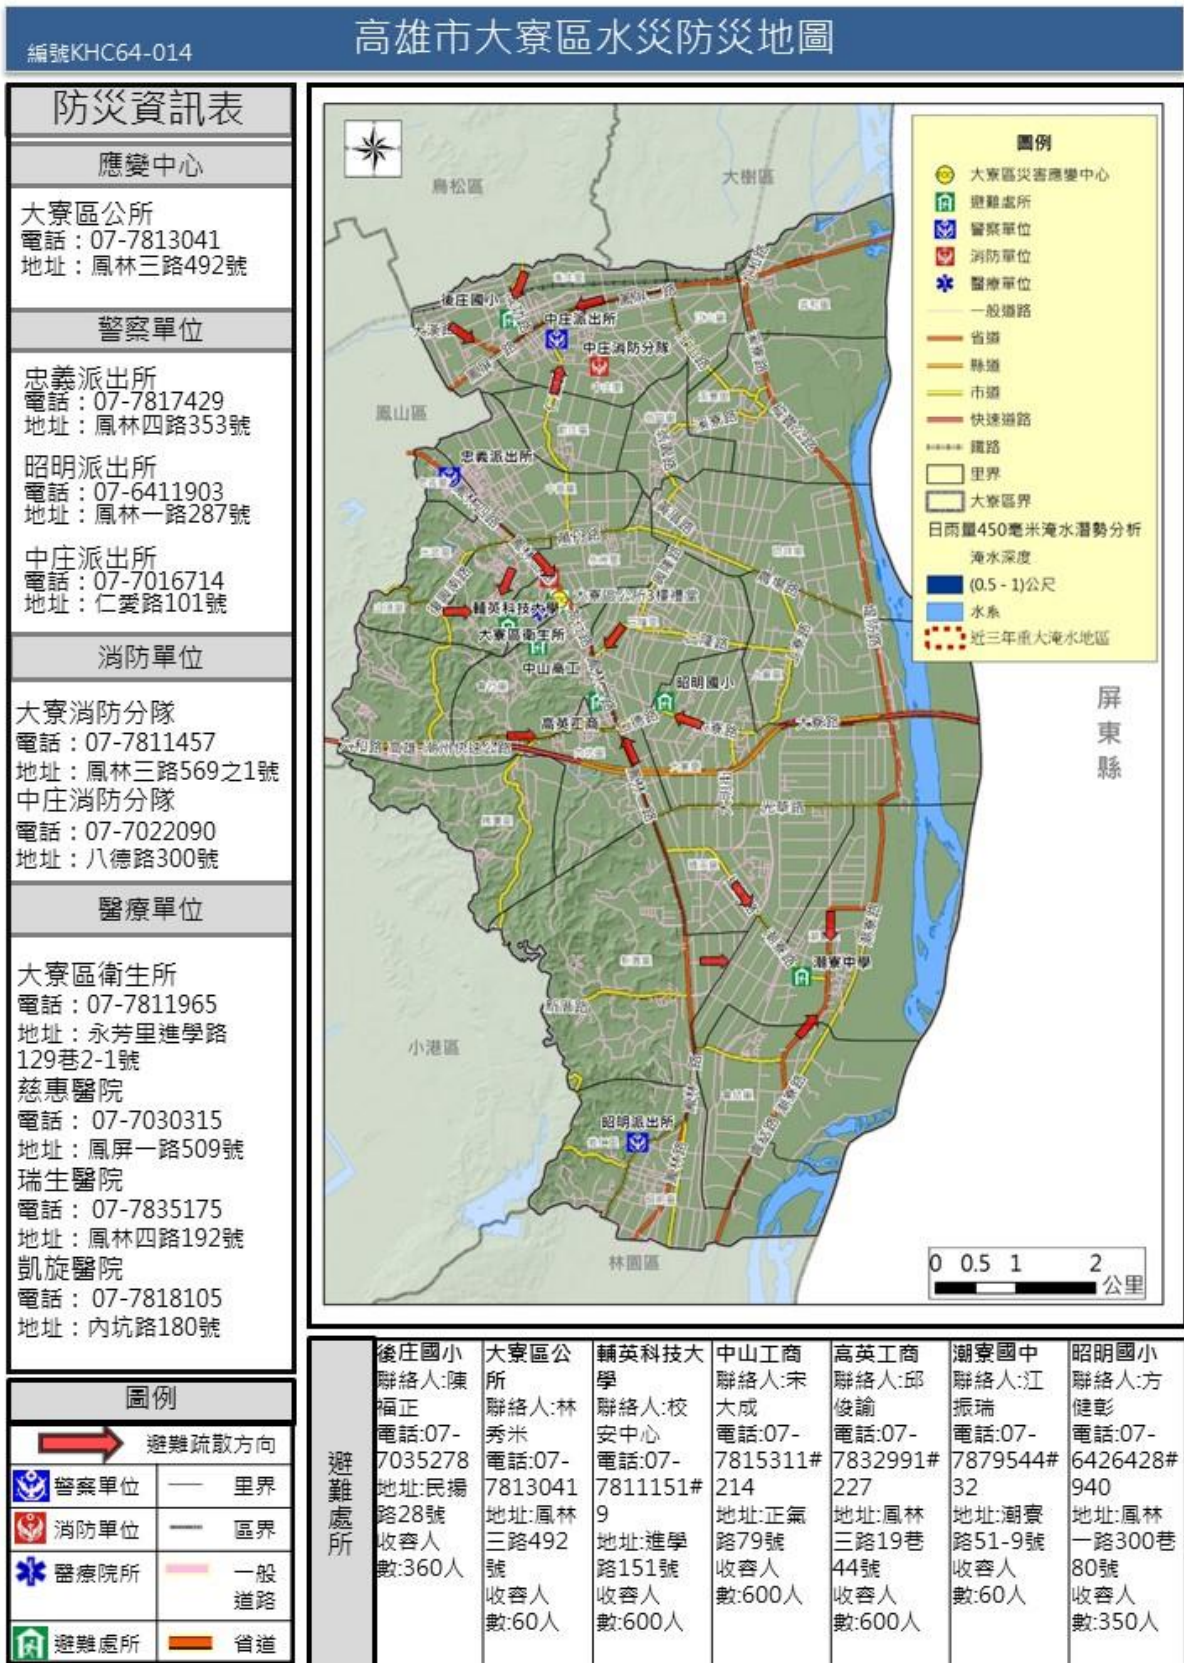 編號KHC64-014
高雄市大寮區水災防災地圖
防災資訊表
應變中心
大寮區公所
電話：07-7813041
地址：鳳林三路492號
警察單位
忠義派出所
電話：07-7817429
地址：鳳林四路353號
昭明派出所
電話：07-6411903
地址：鳳林一路287號
中庄派出所
電話：07-7016714
地址：仁愛路101號
消防單位
大寮消防分隊
電話：07-7811457
地址：鳳林三路569之1號
中庄消防分隊
電話：07-7022090
地址：八德路300號
醫療單位
大寮區衛生所
電話：07-7811965
地址：永芳里進學路
129巷2-1號
慈惠醫院
電話： 07-7030315
地址：鳳屏一路509號
瑞生醫院
電話： 07-7835175
地址：鳳林四路192號
凱旋醫院
電話： 07-7818105
地址：內坑路180號
圖例
避難疏散方向
警察單位
里界
消防單位
區界
醫療院所
一般
道路
避難處所
省道
鳥松區
大樹區
鳳山區
小港區
林園區
屏東縣
後庄國小
中庄派出所
中庄消防分隊
忠義派出所
輔英科技大學
大寮區公所3樓禮堂
大寮區衛生所
中山高工
昭明國小
高英工商
大寮路
光華路
潮寮中學
昭明派出所
圖例
大寮區災害應變中心
避難處所
警察單位
消防單位
醫療單位
一般道路
省道
縣道
市道
快速道路
鐵路
里界
大寮區界
日雨量450毫米淹水潛勢分析
淹水深度
(0.5 - 1)公尺
水系
近三年重大淹水地區
0 0.5 1 2
公里
避難處所
後庄國小
聯絡人:陳
福正
電話:07-
7035278
地址:民揚
路28號
收容人
數:360人
大寮區公
所
聯絡人:林
秀米
電話:07-
7813041
地址:鳳林
三路492
號
收容人
數:60人
輔英科技大
學
聯絡人:校
安中心
電話:07-
7811151#
9
地址:進學
路151號
收容人
數:600人
中山工商
聯絡人:宋
大成
電話:07-
7815311#
214
地址:正氣
路79號
收容人
數:600人
高英工商
聯絡人:邱
俊諭
電話:07-
7832991#
227
地址:鳳林
三路19巷
44號
收容人
數:600人
潮寮國中
聯絡人:江
振瑞
電話:07-
7879544#
32
地址:潮寮
路51-9號
收容人
數:60人
昭明國小
聯絡人:方
健彰
電話:07-
6426428#
940
地址:鳳林
一路300巷
80號
收容人
數:350人